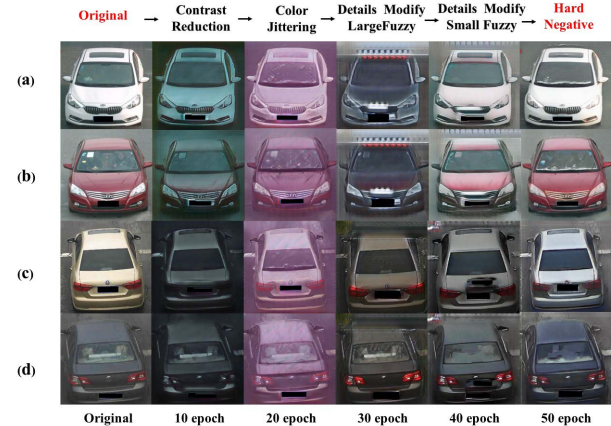 Original → Contrast Reduction → Color Jittering → Details Modify LargeFuzzy → Details Modify Small Fuzzy → Hard Negative
(a)
(b)
(c)
(d)
Original 10 epoch 20 epoch 30 epoch 40 epoch 50 epoch